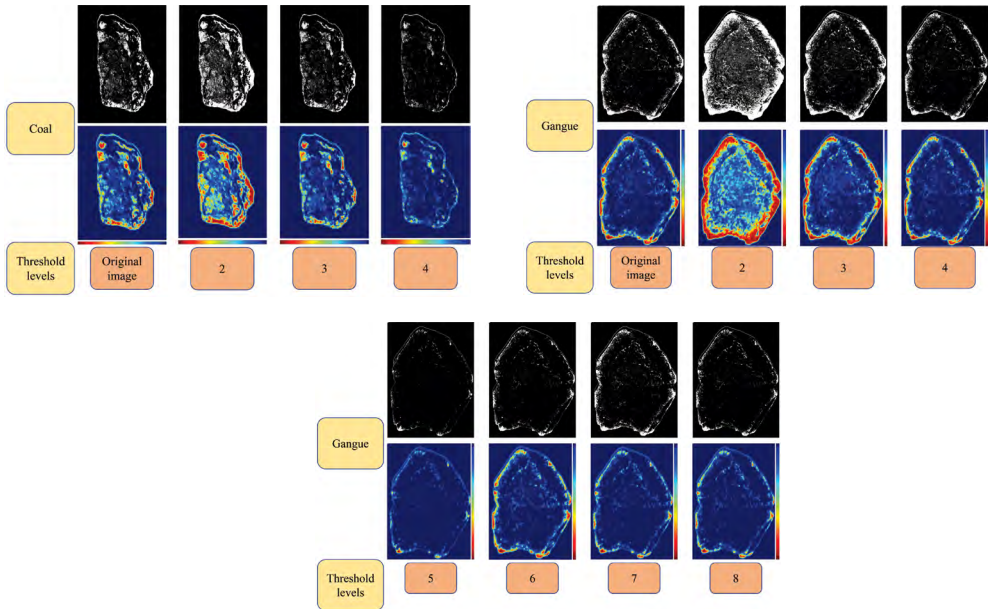 Coal
Threshold
levels
Original
image
2
3
4
Gangue
Threshold
levels
Original
image
2
3
4
Gangue
Threshold
levels
5
6
7
8